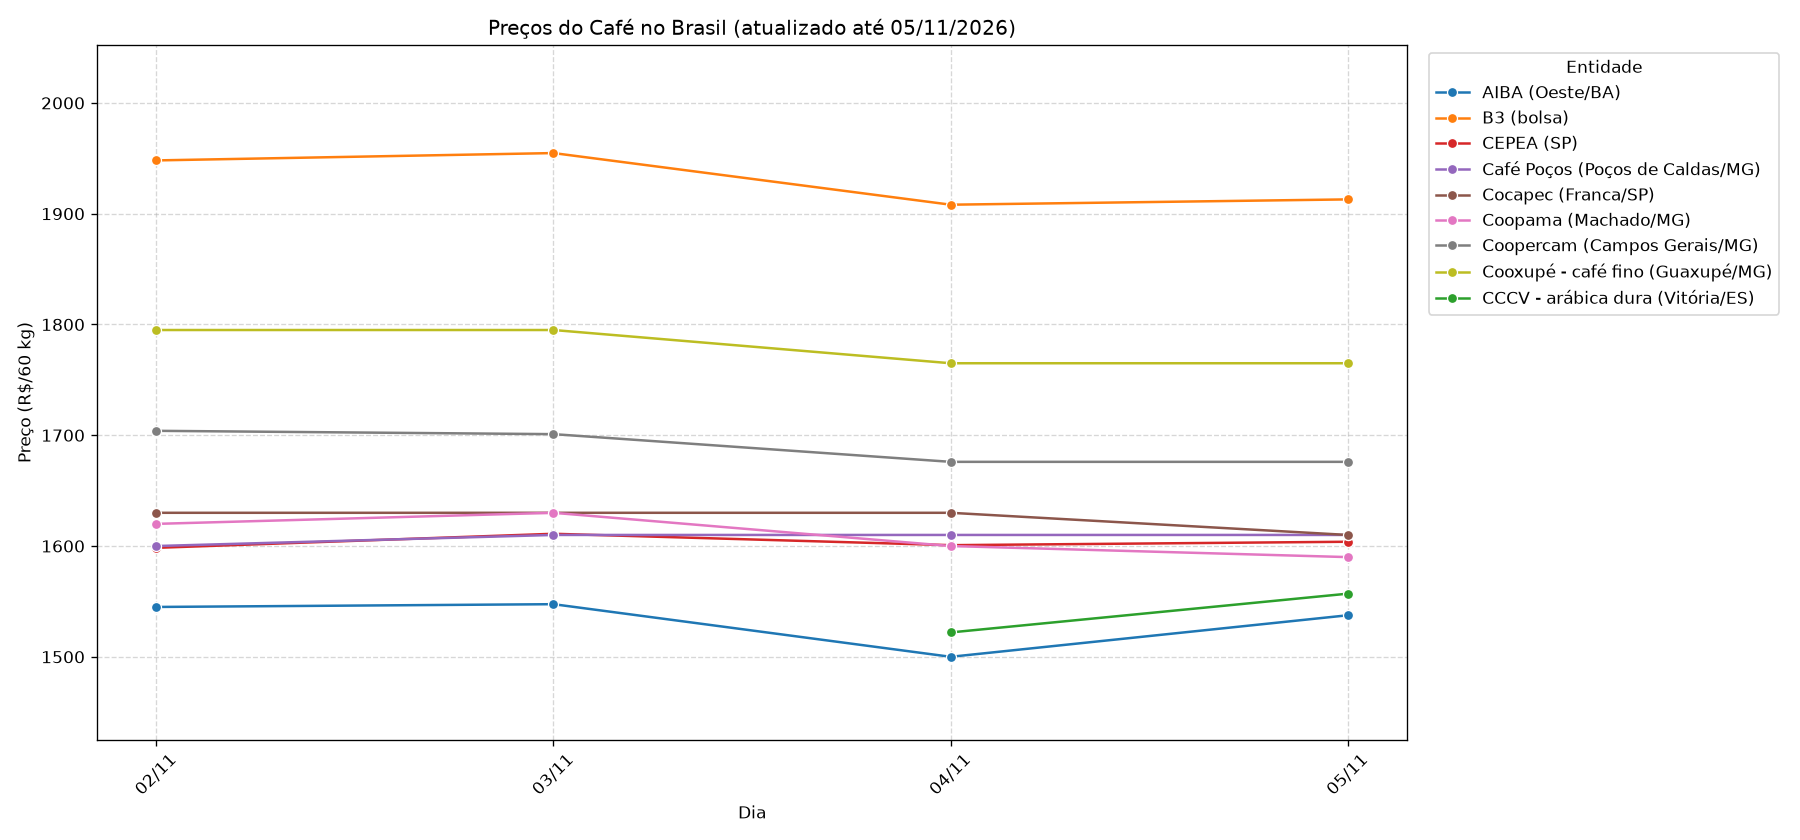 Preços do Café no Brasil (atualizado até 05/11/2026)
Preço (R$/60 kg)
2000
1900
1800
1700
1600
1500
02/11
03/11
04/11
05/11
Dia
Entidade
AIBA (Oeste/BA)
B3 (bolsa)
CEPEA (SP)
Café Poços (Poços de Caldas/MG)
Cocapec (Franca/SP)
Coopama (Machado/MG)
Coopercam (Campos Gerais/MG)
Cooxupé - café fino (Guaxupé/MG)
CCCV - arábica dura (Vitória/ES)